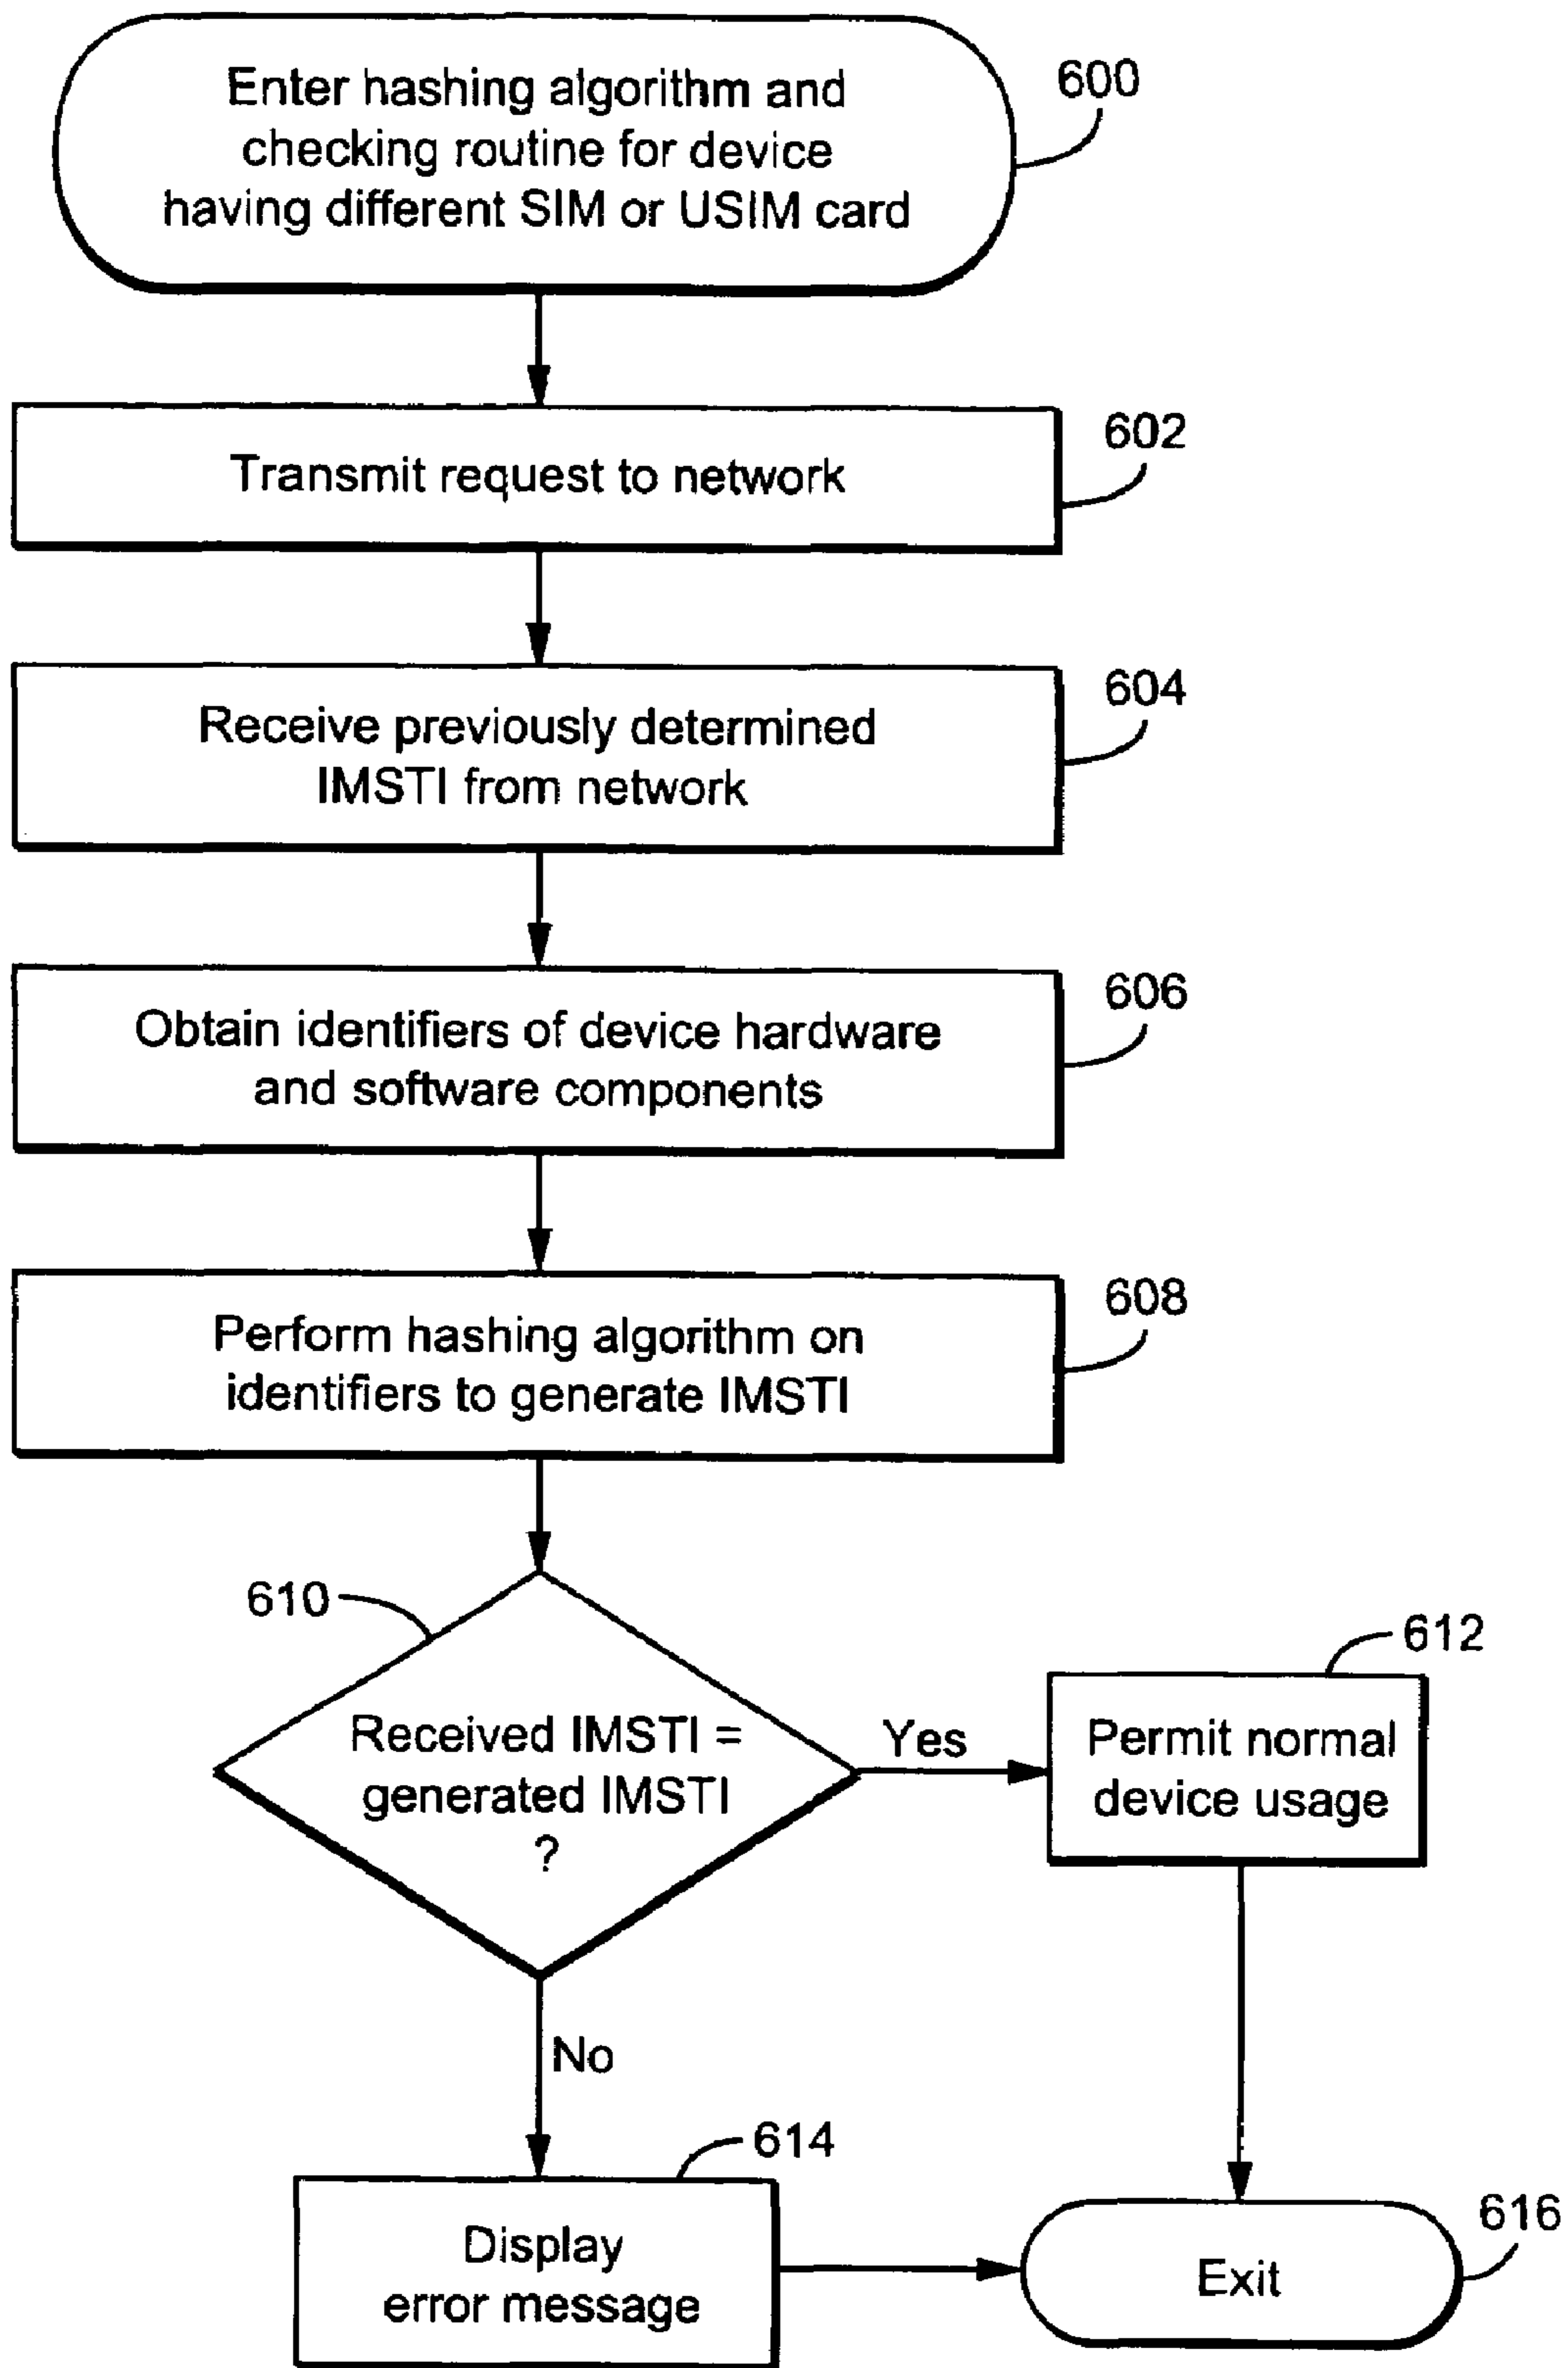 Enter hashing algorithm and
checking routine for device
having different SIM or USIM card
600
Transmit request to network
602
Receive previously determined
IMSTI from network
604
Obtain identifiers of device hardware
and software components
606
Perform hashing algorithm on
identifiers to generate IMSTI
608
610
Received IMSTI =
generated IMSTI
?
Yes
612
Permit normal
device usage
No
614
Display
error message
616
Exit